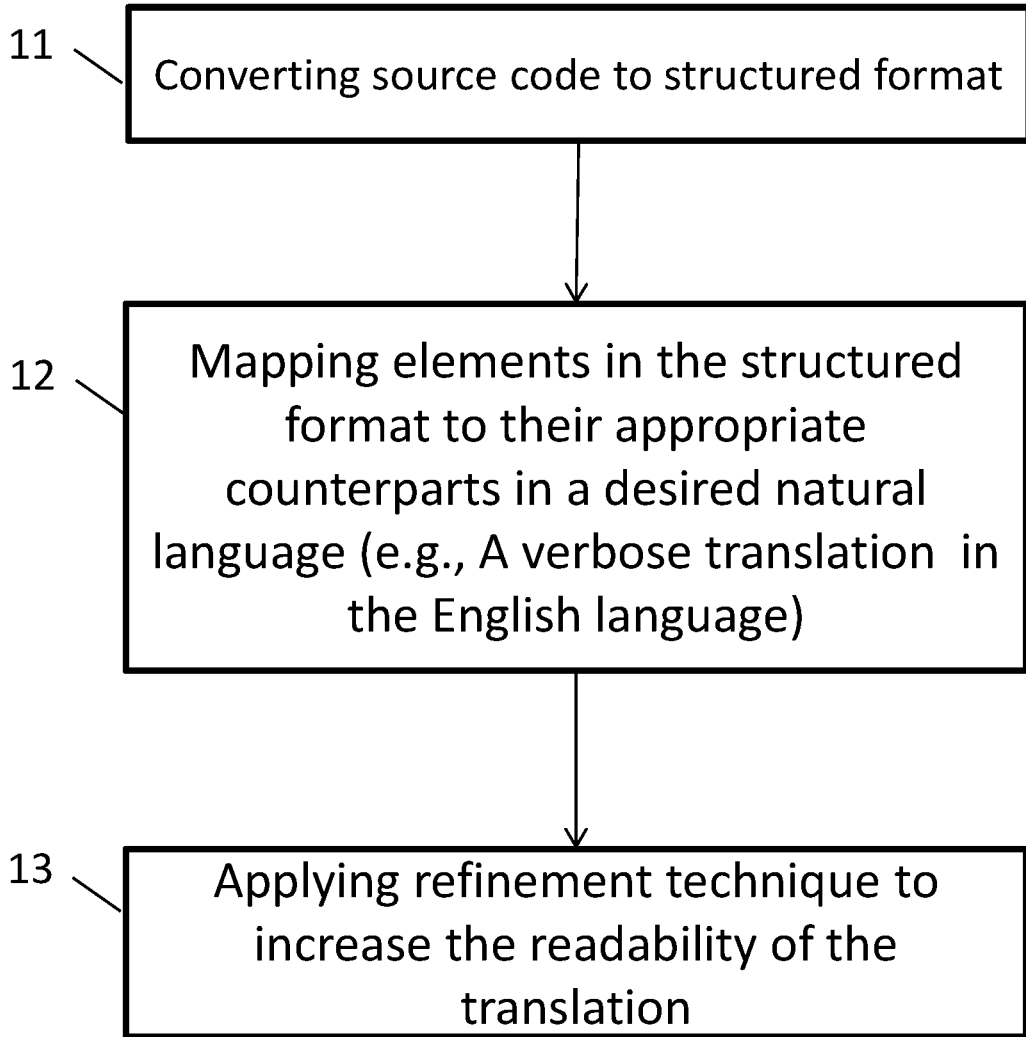 11
Converting source code to structured format
12
Mapping elements in the structured
format to their appropriate
counterparts in a desired natural
language (e.g., A verbose translation  in
the English language)
13
Applying refinement technique to
increase the readability of the
translation